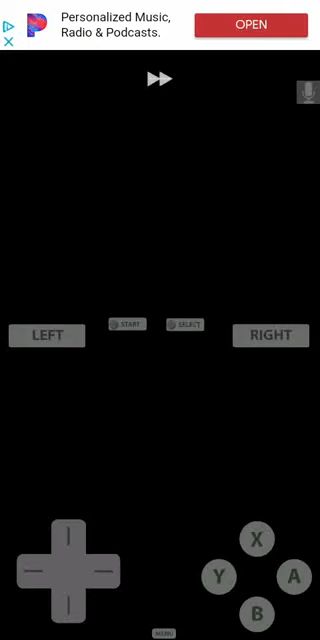 Personalized Music,
Radio & Podcasts.
OPEN
START
SELECT
LEFT
RIGHT
X
Y
A
B
MENU